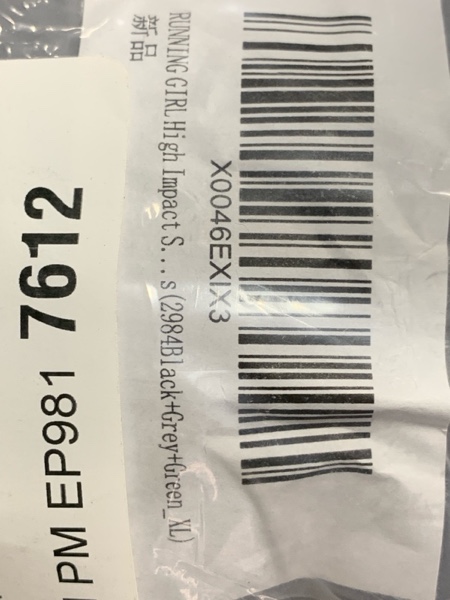 X0046EXIX3
RUNNING GIRL High Impact S...s(2984Black+Grey+Green_XL)
新品
PM EP981 7612